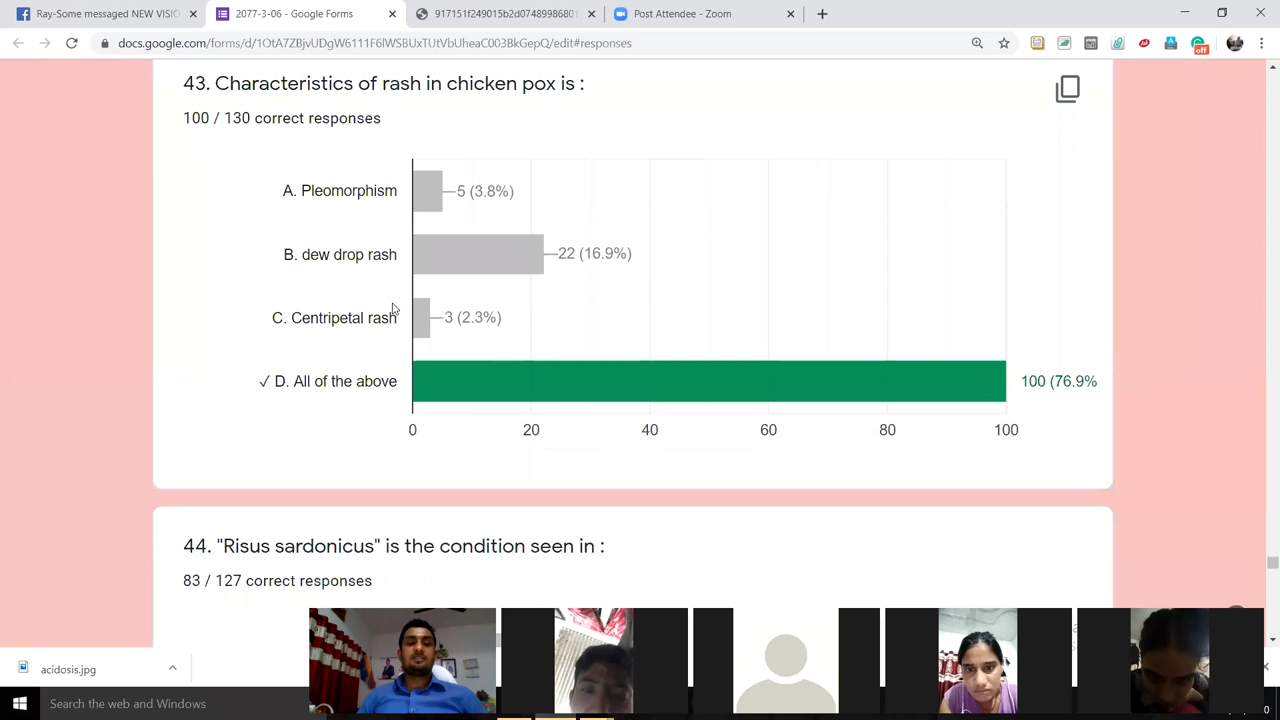 Ray-Some messaged NEW VISIO
2077-3-06 - Google Forms
917151f249015b2d07489986801
Post Attendee - Zoom
docs.google.com/forms/d/1OtA7ZBjvUDgW6111F6lWSBUxTUtVbUheaC003bkGepQ/edit#responses
off
43. Characteristics of rash in chicken pox is :
100 / 130 correct responses
A. Pleomorphism
5 (3.8%)
B. dew drop rash
22 (16.9%)
C. Centripetal rash
3 (2.3%)
✓ D. All of the above
100 (76.9%
0 20 40 60 80 100
44. "Risus sardonicus" is the condition seen in :
83 / 127 correct responses
acidosis.jpg
Search the web and Windows